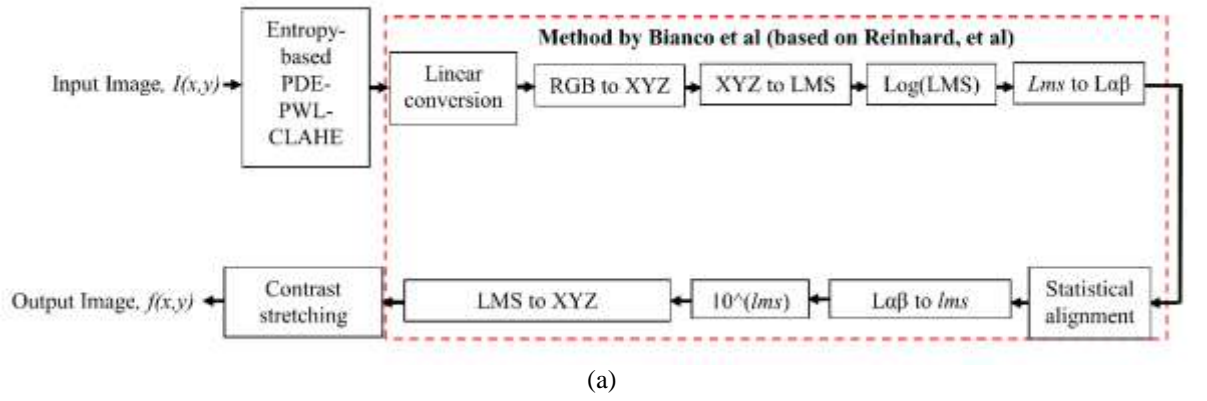 Method by Bianco et al (based on Reinhard, et al)
Input Image, I(x,y)
Entropy-
based
PDE-
PWL-
CLAHE
Linear
conversion
RGB to XYZ
XYZ to LMS
Log(LMS)
Lms to Lαβ
Statistical
alignment
Lαβ to lms
10^(lms)
LMS to XYZ
Contrast
stretching
Output Image, f(x,y)
(a)